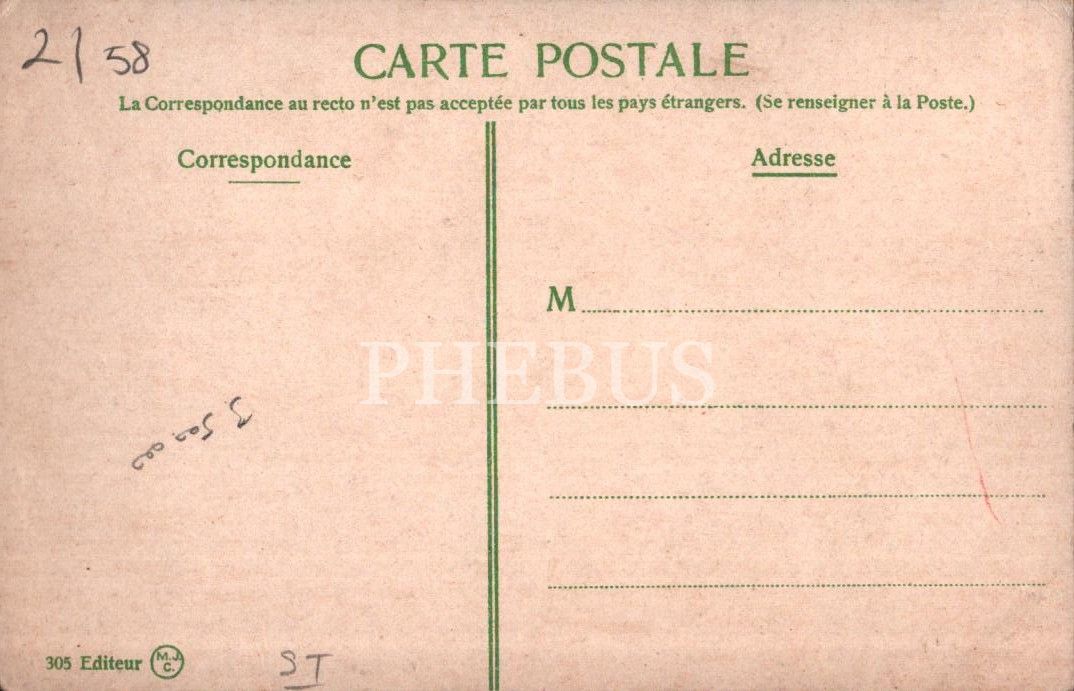 2/58
CARTE POSTALE
La Correspondance au recto n'est pas acceptée par tous les pays étrangers. (Se renseigner à la Poste.)
Correspondance
Adresse
M
PHEBUS
305 Editeur M.J.C.
ST